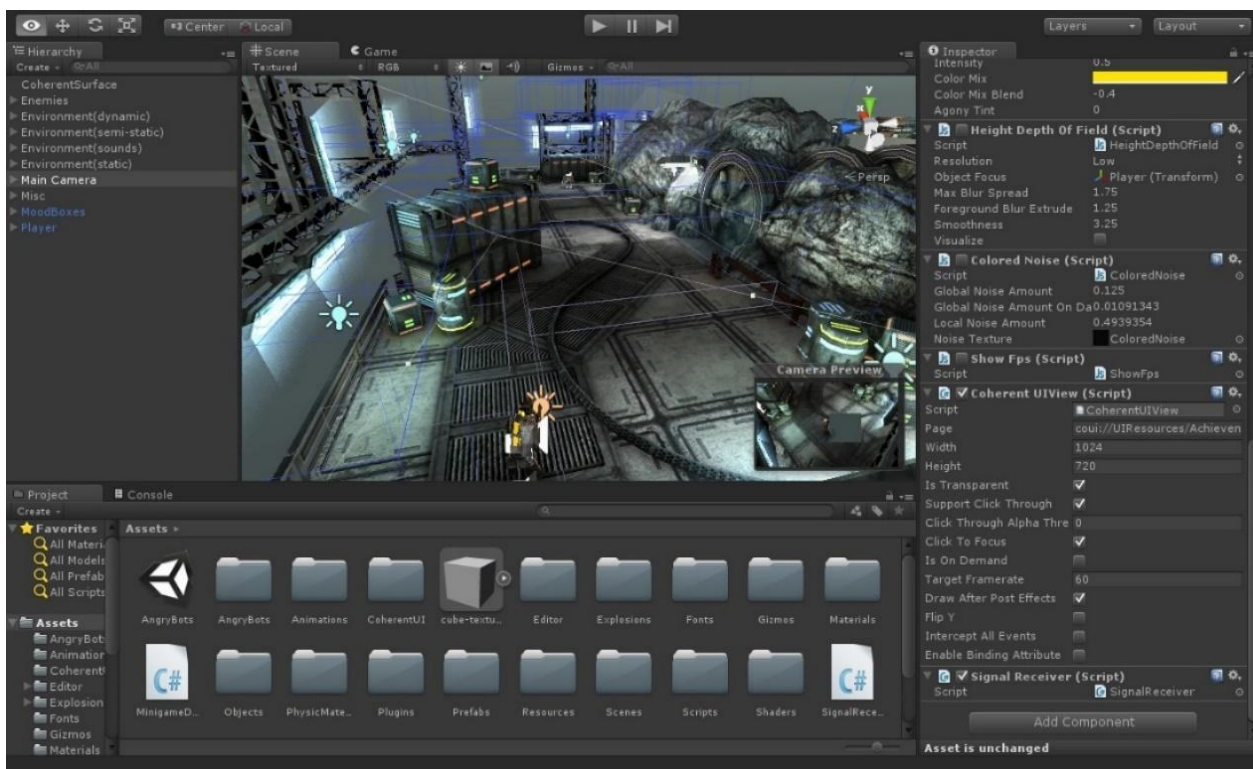 Center Local
Layers Layout
Hierarchy
Create All
CoherentSurface
Enemies
Environment(dynamic)
Environment(semi-static)
Environment(sounds)
Environment(static)
Main Camera
Misc
MoodBoxes
Player
Scene Game
Textured RGB Gizmos All
y
x
z
Persp
Camera Preview
Inspector
Intensity 0.5
Color Mix
Color Mix Blend -0.4
Agony Tint 0
Height Depth Of Field (Script)
Script HeightDepthOfField
Resolution Low
Object Focus Player (Transform)
Max Blur Spread 1.75
Foreground Blur Extrude 1.25
Smoothness 3.25
Visualize
Colored Noise (Script)
Script ColoredNoise
Global Noise Amount 0.125
Global Noise Amount On Da0.01091343
Local Noise Amount 0.4939354
Noise Texture ColoredNoise
Show Fps (Script)
Script ShowFps
Coherent UIView (Script)
Script CoherentUIView
Page coui://UIResources/Achievem
Width 1024
Height 720
Is Transparent
Support Click Through
Click Through Alpha Thre 0
Click To Focus
Is On Demand
Target Framerate 60
Draw After Post Effects
Flip Y
Intercept All Events
Enable Binding Attribute
Signal Receiver (Script)
Script SignalReceiver
Add Component
Asset is unchanged
Project Console
Create
Favorites
All Materi
All Models
All Prefab
All Scripts
Assets
AngryBot
Animation
Coherent
Editor
Explosion
Fonts
Gizmos
Materials
Assets
AngryBots AngryBots Animations CoherentUI cube-textu... Editor Explosions Fonts Gizmos Materials
C# C#
MinigameD... Objects PhysicMate... Plugins Prefabs Resources Scenes Scripts Shaders SignalRece...